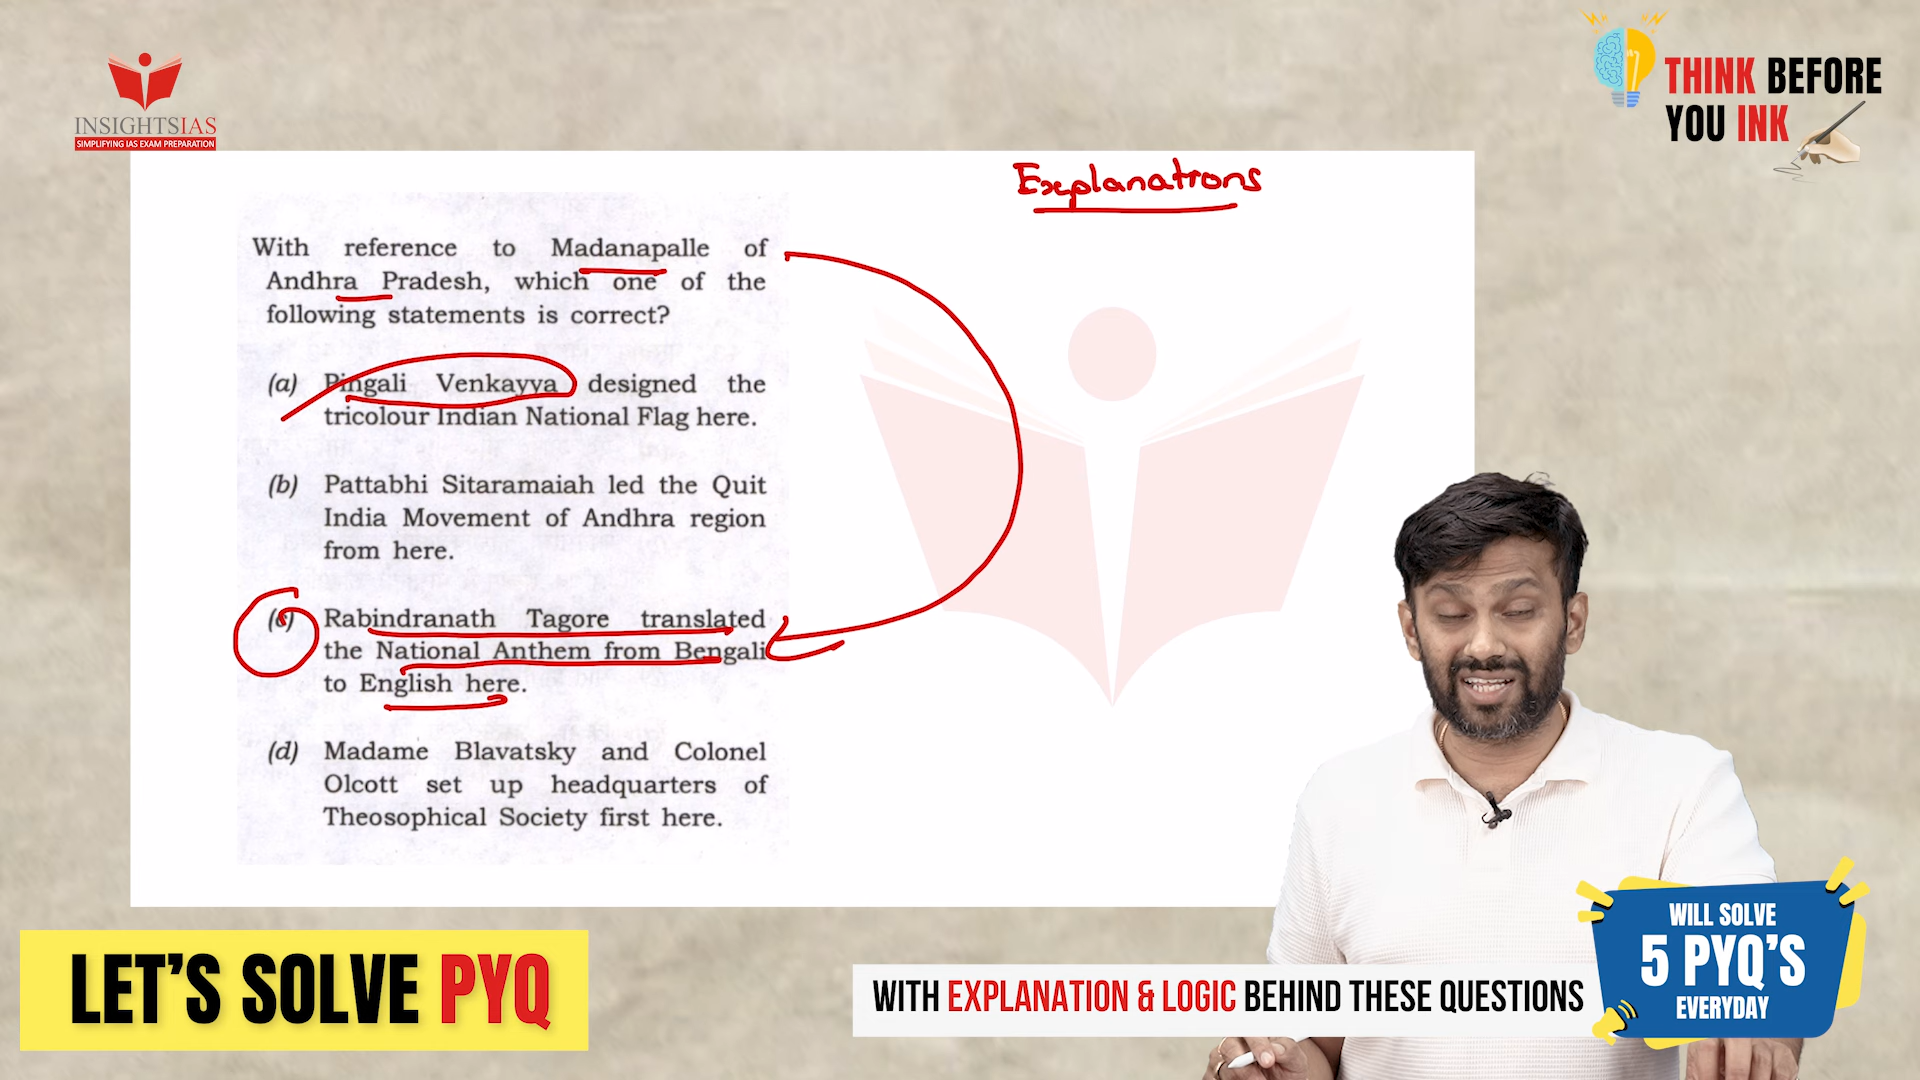 INSIGHTSIAS
SIMPLIFYING IAS EXAM PREPARATION
THINK BEFORE
YOU INK
Explanations
With reference to Madanapalle of
Andhra Pradesh, which one of the
following statements is correct?
(a) Pingali Venkayya designed the
tricolour Indian National Flag here.
(b) Pattabhi Sitaramaiah led the Quit
India Movement of Andhra region
from here.
(c) Rabindranath Tagore translated
the National Anthem from Bengali
to English here.
(d) Madame Blavatsky and Colonel
Olcott set up headquarters of
Theosophical Society first here.
LET'S SOLVE PYQ
WITH EXPLANATION & LOGIC BEHIND THESE QUESTIONS
WILL SOLVE
5 PYQ'S
EVERYDAY